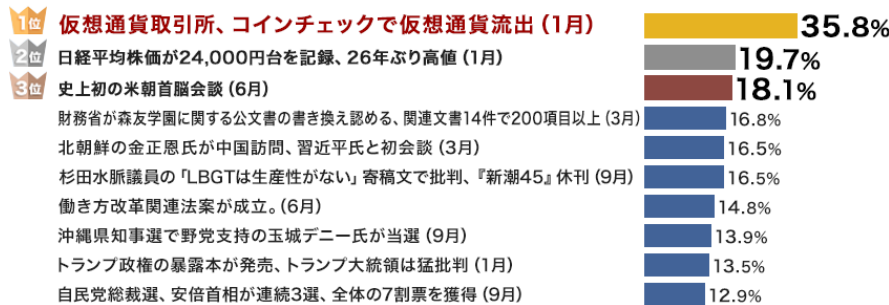 1位 仮想通貨取引所、コインチェックで仮想通貨流出（1月） 35.8%
2位 日経平均株価が24,000円台を記録、26年ぶり高値（1月） 19.7%
3位 史上初の米朝首脳会談（6月） 18.1%
財務省が森友学園に関する公文書の書き換え認める、関連文書14件で200項目以上（3月） 16.8%
北朝鮮の金正恩氏が中国訪問、習近平氏と初会談（3月） 16.5%
杉田水脈議員の「LBGTは生産性がない」寄稿文で批判、『新潮45』休刊（9月） 16.5%
働き方改革関連法案が成立。（6月） 14.8%
沖縄県知事選で野党支持の玉城デニー氏が当選（9月） 13.9%
トランプ政権の暴露本が発売、トランプ大統領は猛批判（1月） 13.5%
自民党総裁選、安倍首相が連続3選、全体の7割票を獲得（9月） 12.9%